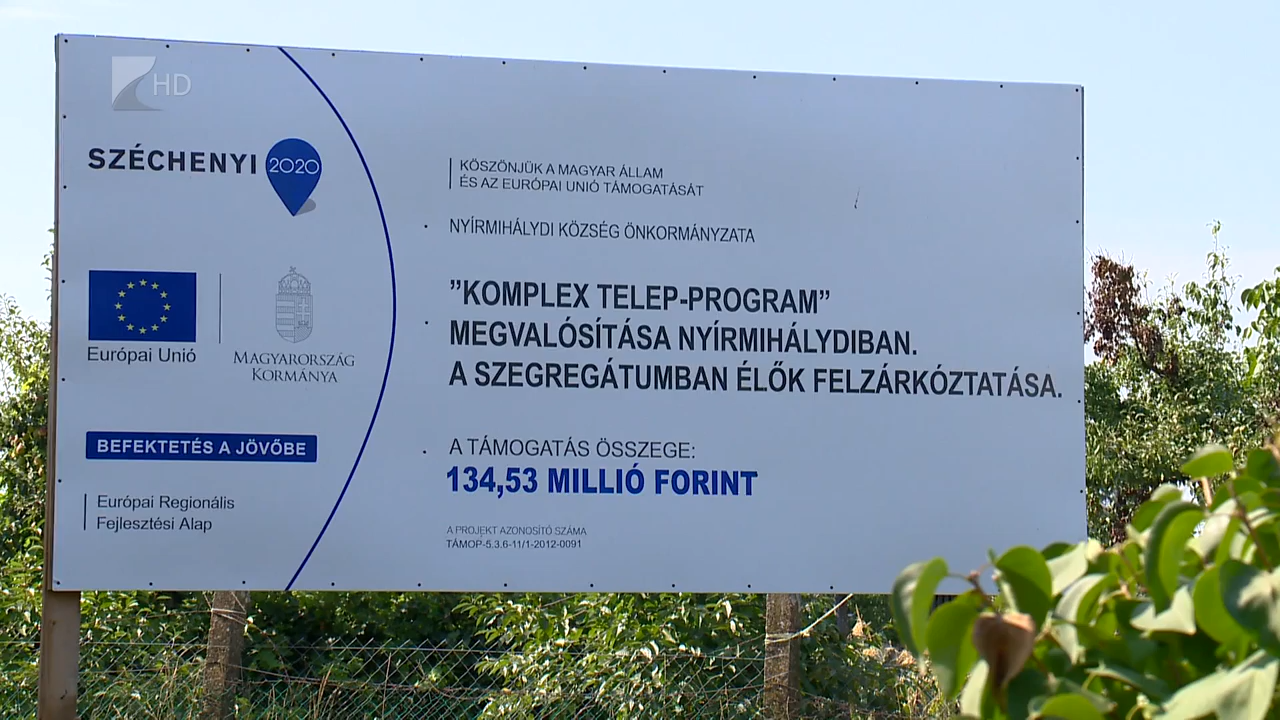 HD
SZÉCHENYI 2020
Európai Unió
MAGYARORSZÁG
KORMÁNYA
BEFEKTETÉS A JÖVŐBE
Európai Regionális
Fejlesztési Alap
KÖSZÖNJÜK A MAGYAR ÁLLAM
ÉS AZ EURÓPAI UNIÓ TÁMOGATÁSÁT
NYÍRMIHÁLYDI KÖZSÉG ÖNKORMÁNYZATA
”KOMPLEX TELEP-PROGRAM”
MEGVALÓSÍTÁSA NYÍRMIHÁLYDIBAN.
A SZEGREGÁTUMBAN ÉLŐK FELZÁRKÓZTATÁSA.
A TÁMOGATÁS ÖSSZEGE:
134,53 MILLIÓ FORINT
A PROJEKT AZONOSÍTÓ SZÁMA
TÁMOP-5.3.6-11/1-2012-0091